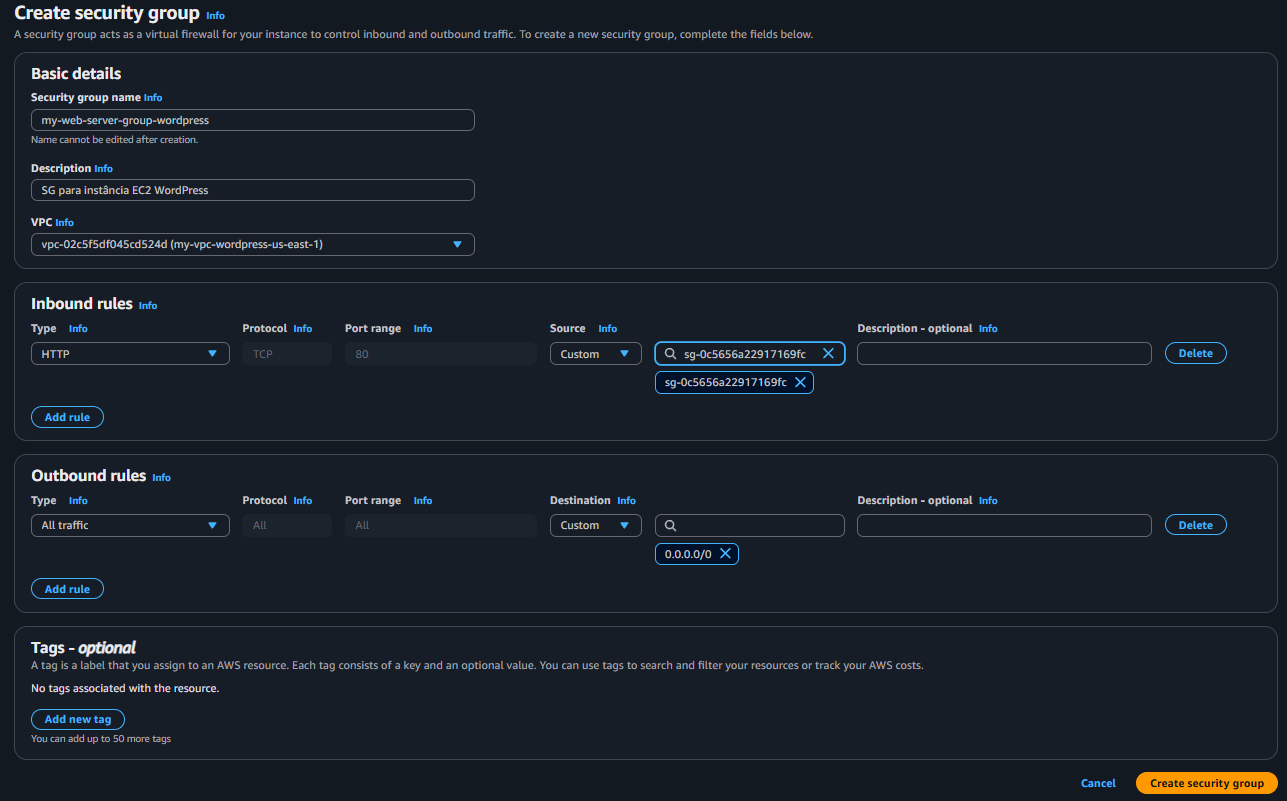 Create security group Info
A security group acts as a virtual firewall for your instance to control inbound and outbound traffic. To create a new security group, complete the fields below.
Basic details
Security group name Info
my-web-server-group-wordpress
Name cannot be edited after creation.
Description Info
SG para instância EC2 WordPress
VPC Info
vpc-02c5f5df045cd524d (my-vpc-wordpress-us-east-1)
Inbound rules Info
Type Info Protocol Info Port range Info Source Info Description - optional Info
HTTP TCP 80 Custom sg-0c5656a22917169fc Delete
sg-0c5656a22917169fc
Add rule
Outbound rules Info
Type Info Protocol Info Port range Info Destination Info Description - optional Info
All traffic All All Custom Delete
0.0.0.0/0
Add rule
Tags - optional
A tag is a label that you assign to an AWS resource. Each tag consists of a key and an optional value. You can use tags to search and filter your resources or track your AWS costs.
No tags associated with the resource.
Add new tag
You can add up to 50 more tags
Cancel Create security group